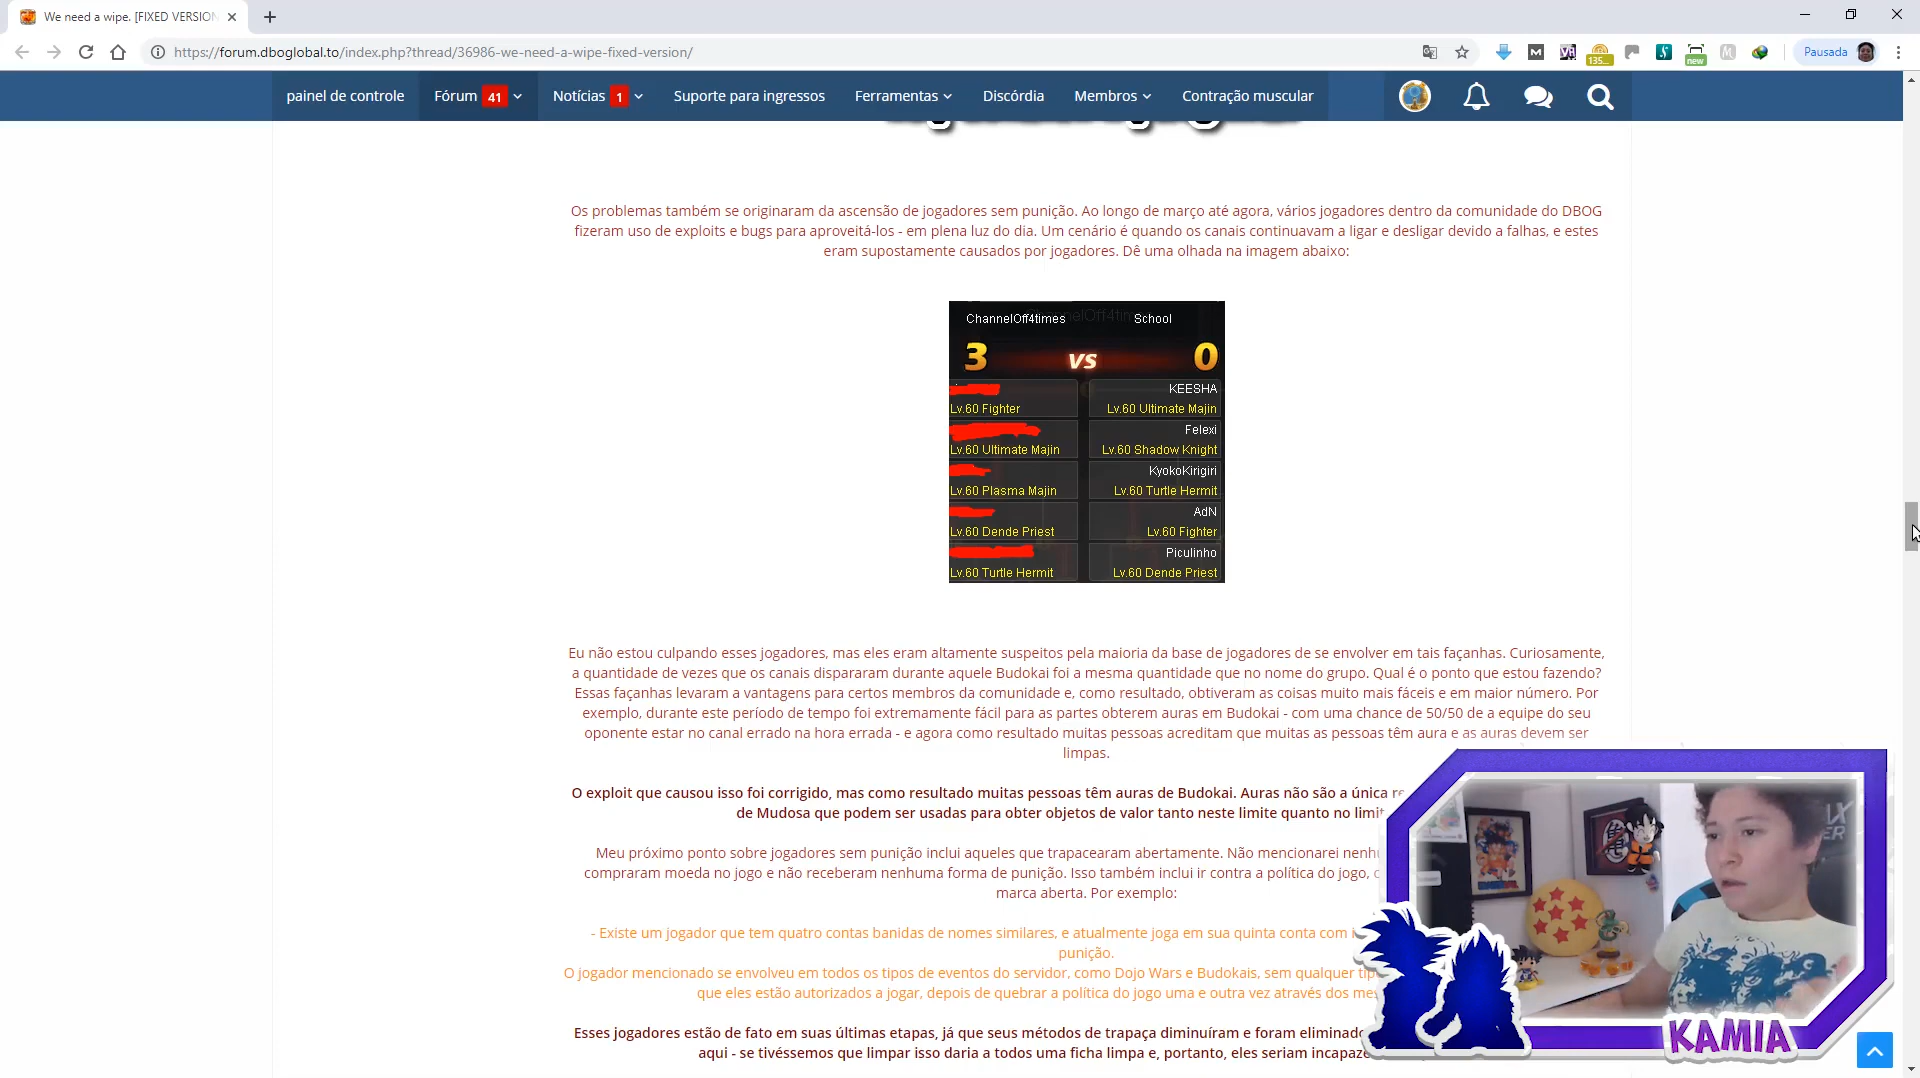 We need a wipe. [FIXED VERSION
https://forum.dboglobal.to/index.php?thread/36986-we-need-a-wipe-fixed-version/
135...
new
Pausada
painel de controle
Fórum 41
Notícias 1
Suporte para ingressos
Ferramentas
Discórdia
Membros
Contração muscular
Os problemas também se originaram da ascensão de jogadores sem punição. Ao longo de março até agora, vários jogadores dentro da comunidade do DBOG
fizeram uso de exploits e bugs para aproveitá-los - em plena luz do dia. Um cenário é quando os canais continuavam a ligar e desligar devido a falhas, e estes
eram supostamente causados por jogadores. Dê uma olhada na imagem abaixo:
ChannelOff4times School
3 VS 0
KEESHA
Lv.60 Fighter Lv.60 Ultimate Majin
Felexi
Lv.60 Ultimate Majin Lv.60 Shadow Knight
KyokoKirigiri
Lv.60 Plasma Majin Lv.60 Turtle Hermit
AdN
Lv.60 Dende Priest Lv.60 Fighter
Piculinho
Lv.60 Turtle Hermit Lv.60 Dende Priest
Eu não estou culpando esses jogadores, mas eles eram altamente suspeitos pela maioria da base de jogadores de se envolver em tais façanhas. Curiosamente,
a quantidade de vezes que os canais dispararam durante aquele Budokai foi a mesma quantidade que no nome do grupo. Qual é o ponto que estou fazendo?
Essas façanhas levaram a vantagens para certos membros da comunidade e, como resultado, obtiveram as coisas muito mais fáceis e em maior número. Por
exemplo, durante este período de tempo foi extremamente fácil para as partes obterem auras em Budokai - com uma chance de 50/50 de a equipe do seu
oponente estar no canal errado na hora errada - e agora como resultado muitas pessoas acreditam que muitas as pessoas têm aura e as auras devem ser
limpas.
O exploit que causou isso foi corrigido, mas como resultado muitas pessoas têm auras de Budokai. Auras não são a única re
de Mudosa que podem ser usadas para obter objetos de valor tanto neste limite quanto no limit
Meu próximo ponto sobre jogadores sem punição inclui aqueles que trapacearam abertamente. Não mencionarei nenh
compraram moeda no jogo e não receberam nenhuma forma de punição. Isso também inclui ir contra a política do jogo, c
marca aberta. Por exemplo:
- Existe um jogador que tem quatro contas banidas de nomes similares, e atualmente joga em sua quinta conta com
punição.
O jogador mencionado se envolveu em todos os tipos de eventos do servidor, como Dojo Wars e Budokais, sem qualquer tip
que eles estão autorizados a jogar, depois de quebrar a política do jogo uma e outra vez através dos mes
Esses jogadores estão de fato em suas últimas etapas, já que seus métodos de trapaça diminuíram e foram eliminado
aqui - se tivéssemos que limpar isso daria a todos uma ficha limpa e, portanto, eles seriam incapaze
KAMIA